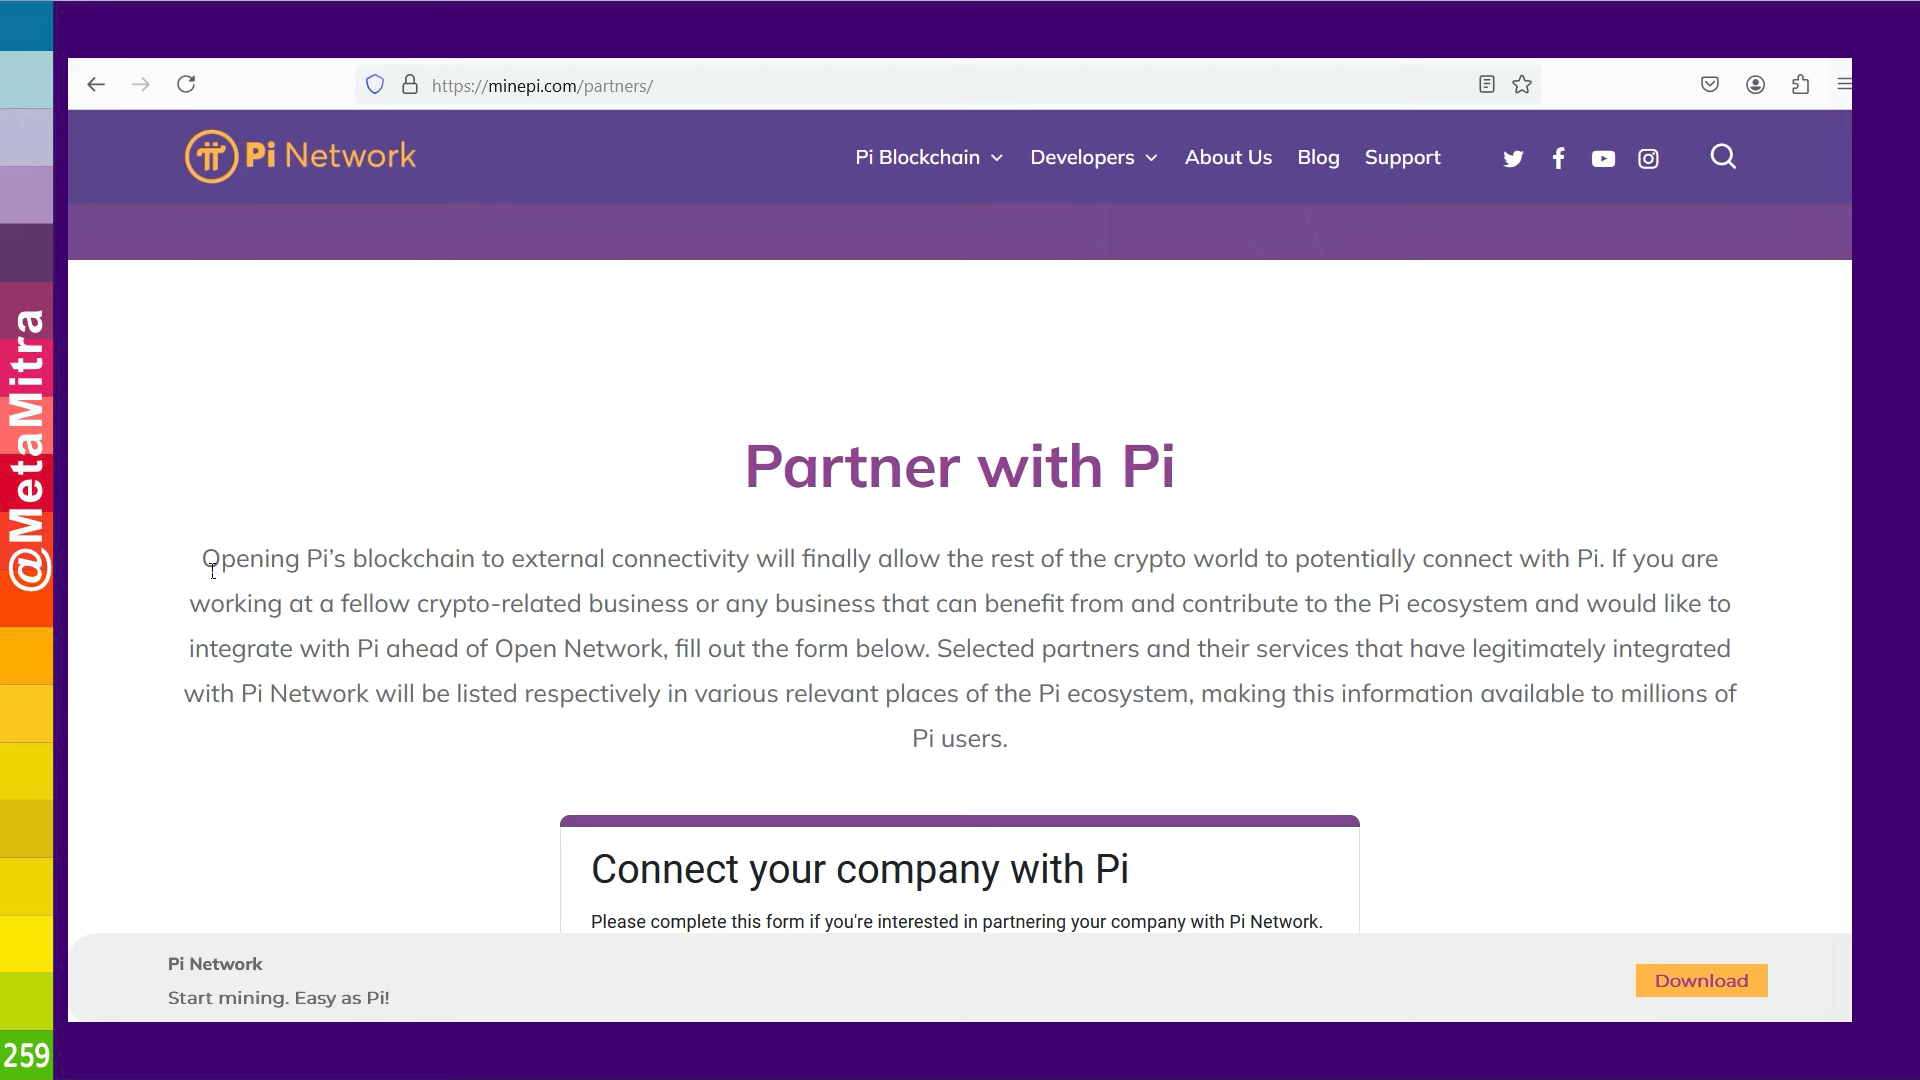 https://minepi.com/partners/
Pi Network
Pi Blockchain
Developers
About Us
Blog
Support
Partner with Pi
Opening Pi’s blockchain to external connectivity will finally allow the rest of the crypto world to potentially connect with Pi. If you are
working at a fellow crypto-related business or any business that can benefit from and contribute to the Pi ecosystem and would like to
integrate with Pi ahead of Open Network, fill out the form below. Selected partners and their services that have legitimately integrated
with Pi Network will be listed respectively in various relevant places of the Pi ecosystem, making this information available to millions of
Pi users.
Connect your company with Pi
Please complete this form if you're interested in partnering your company with Pi Network.
Pi Network
Start mining. Easy as Pi!
Download
@MetaMitra
259